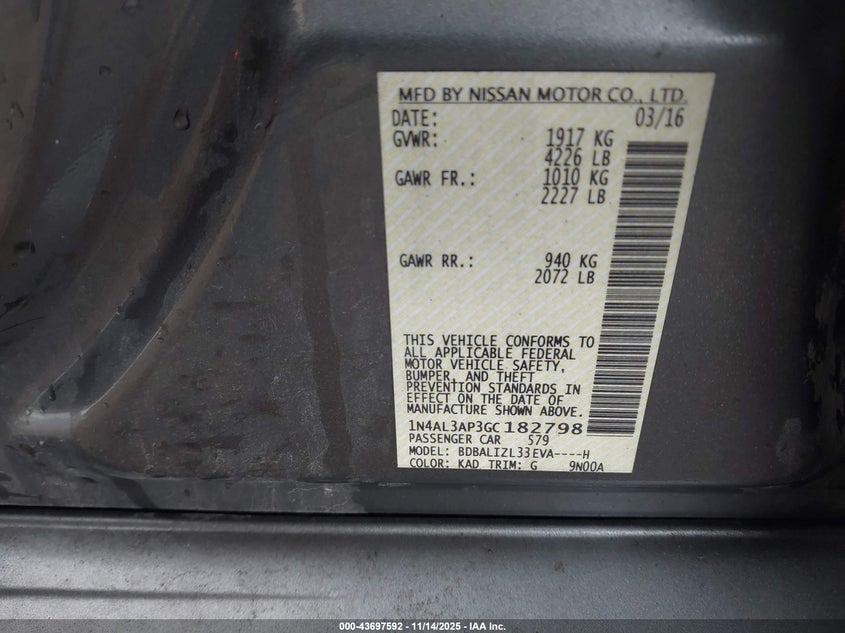 MFD BY NISSAN MOTOR CO., LTD.
DATE: 03/16
GVWR: 1917 KG
4226 LB
GAWR FR.: 1010 KG
2227 LB
GAWR RR.: 940 KG
2072 LB
THIS VEHICLE CONFORMS TO
ALL APPLICABLE FEDERAL
MOTOR VEHICLE SAFETY,
BUMPER, AND THEFT
PREVENTION STANDARDS IN
EFFECT ON THE DATE OF
MANUFACTURE SHOWN ABOVE.
1N4AL3AP3GC182798
PASSENGER CAR 579
MODEL: BDBALIZL33EVA----H
COLOR: KAD TRIM: G 9N00A
000-43697592 - 11/14/2025 - IAA Inc.